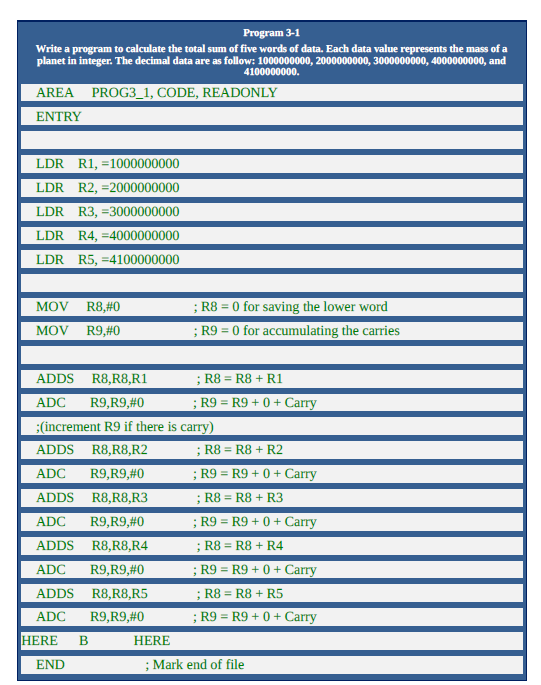 Program 3-1
Write a program to calculate the total sum of five words of data. Each data value represents the mass of a
planet in integer. The decimal data are as follow: 1000000000, 2000000000, 3000000000, 4000000000, and
4100000000.
AREA PROG3_1, CODE, READONLY
ENTRY
LDR R1, =1000000000
LDR R2, =2000000000
LDR R3, =3000000000
LDR R4, =4000000000
LDR R5, =4100000000
MOV R8,#0 ; R8 = 0 for saving the lower word
MOV R9,#0 ; R9 = 0 for accumulating the carries
ADDS R8,R8,R1 ; R8 = R8 + R1
ADC R9,R9,#0 ; R9 = R9 + 0 + Carry
;(increment R9 if there is carry)
ADDS R8,R8,R2 ; R8 = R8 + R2
ADC R9,R9,#0 ; R9 = R9 + 0 + Carry
ADDS R8,R8,R3 ; R8 = R8 + R3
ADC R9,R9,#0 ; R9 = R9 + 0 + Carry
ADDS R8,R8,R4 ; R8 = R8 + R4
ADC R9,R9,#0 ; R9 = R9 + 0 + Carry
ADDS R8,R8,R5 ; R8 = R8 + R5
ADC R9,R9,#0 ; R9 = R9 + 0 + Carry
HERE B HERE
END ; Mark end of file